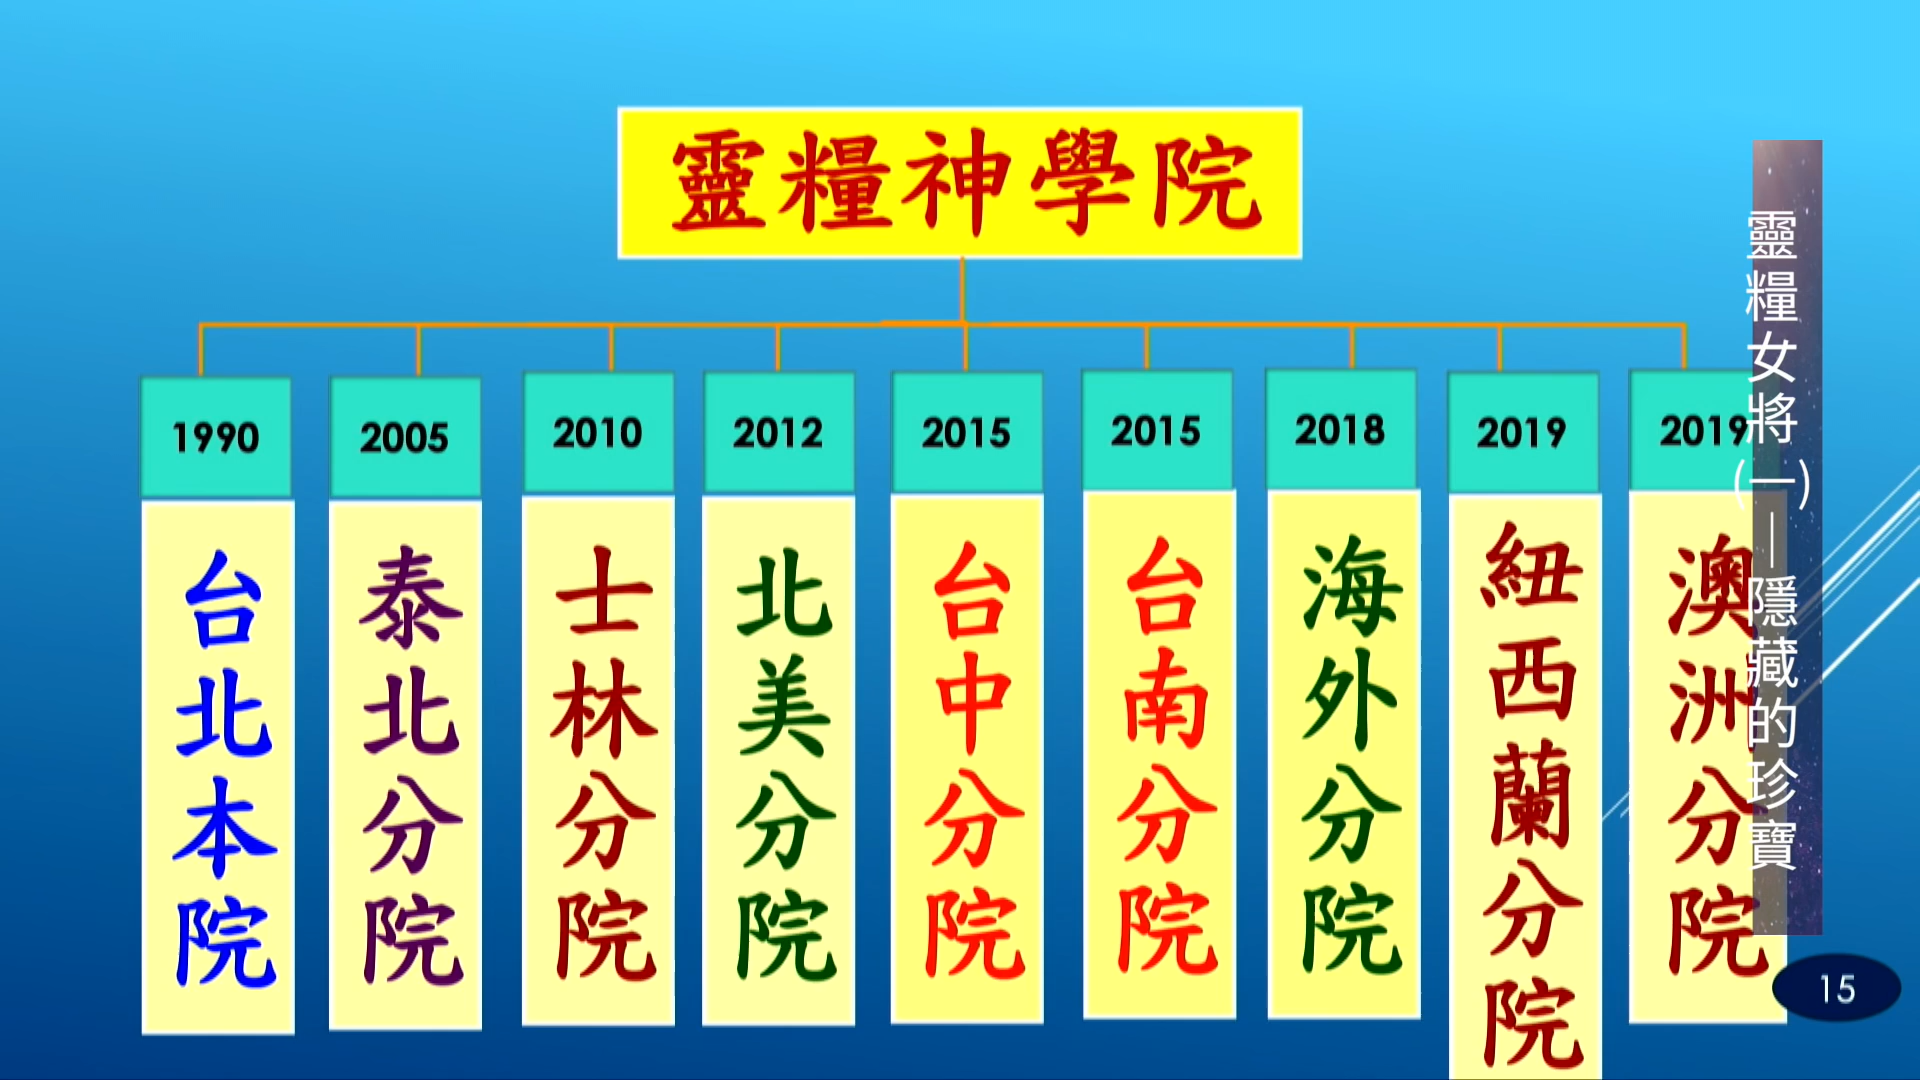 靈糧神學院
1990
台北本院
2005
泰北分院
2010
士林分院
2012
北美分院
2015
台中分院
2015
台南分院
2018
海外分院
2019
紐西蘭分院
2019
澳洲分院
靈糧女將(一)—隱藏的珍寶
15